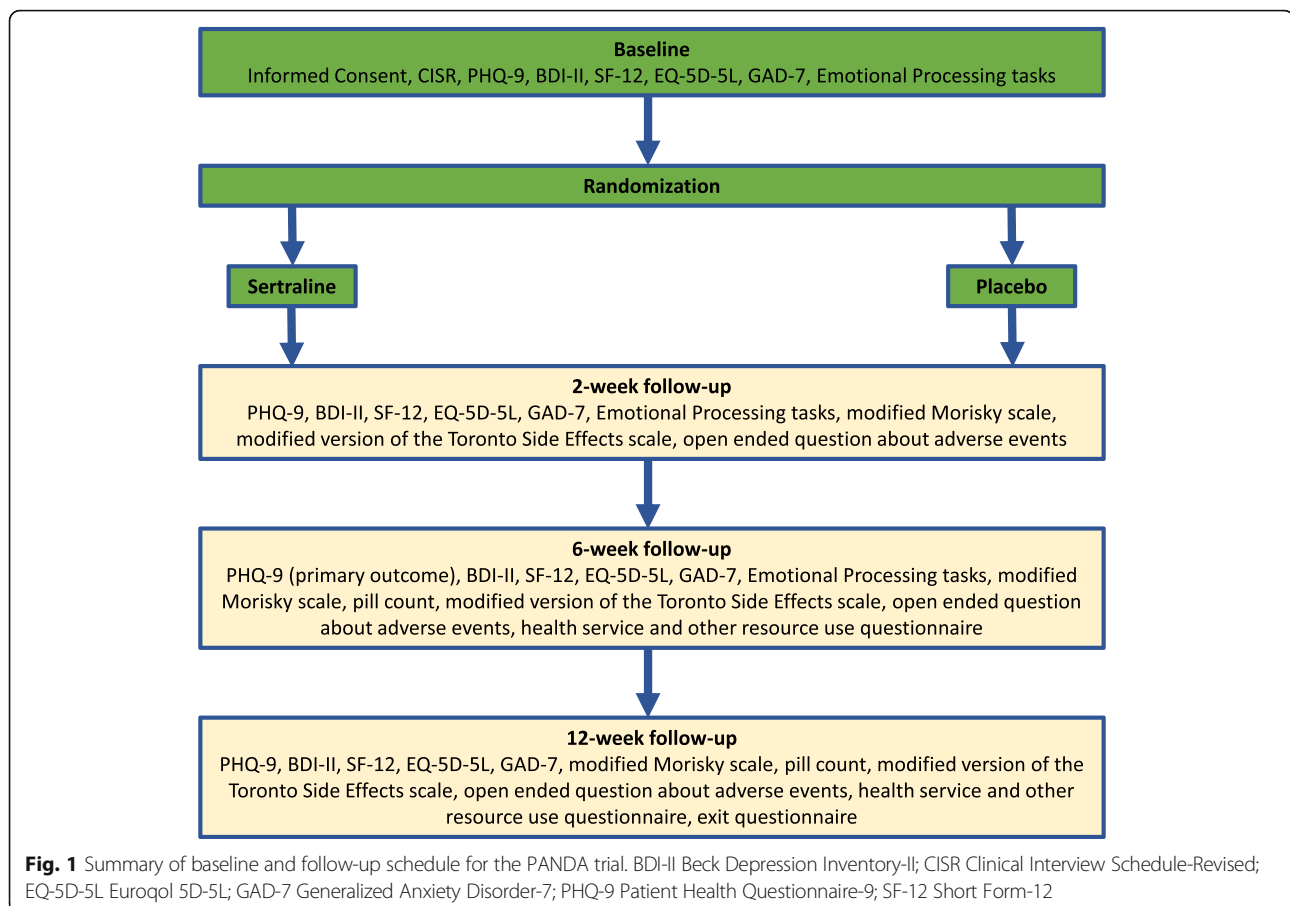 Baseline
Informed Consent, CISR, PHQ-9, BDI-II, SF-12, EQ-5D-5L, GAD-7, Emotional Processing tasks
Randomization
Sertraline
Placebo
2-week follow-up
PHQ-9, BDI-II, SF-12, EQ-5D-5L, GAD-7, Emotional Processing tasks, modified Morisky scale,
modified version of the Toronto Side Effects scale, open ended question about adverse events
6-week follow-up
PHQ-9 (primary outcome), BDI-II, SF-12, EQ-5D-5L, GAD-7, Emotional Processing tasks, modified
Morisky scale, pill count, modified version of the Toronto Side Effects scale, open ended question
about adverse events, health service and other resource use questionnaire
12-week follow-up
PHQ-9, BDI-II, SF-12, EQ-5D-5L, GAD-7, modified Morisky scale, pill count, modified version of the
Toronto Side Effects scale, open ended question about adverse events, health service and other
resource use questionnaire, exit questionnaire
Fig. 1 Summary of baseline and follow-up schedule for the PANDA trial. BDI-II Beck Depression Inventory-II; CISR Clinical Interview Schedule-Revised;
EQ-5D-5L Euroqol 5D-5L; GAD-7 Generalized Anxiety Disorder-7; PHQ-9 Patient Health Questionnaire-9; SF-12 Short Form-12